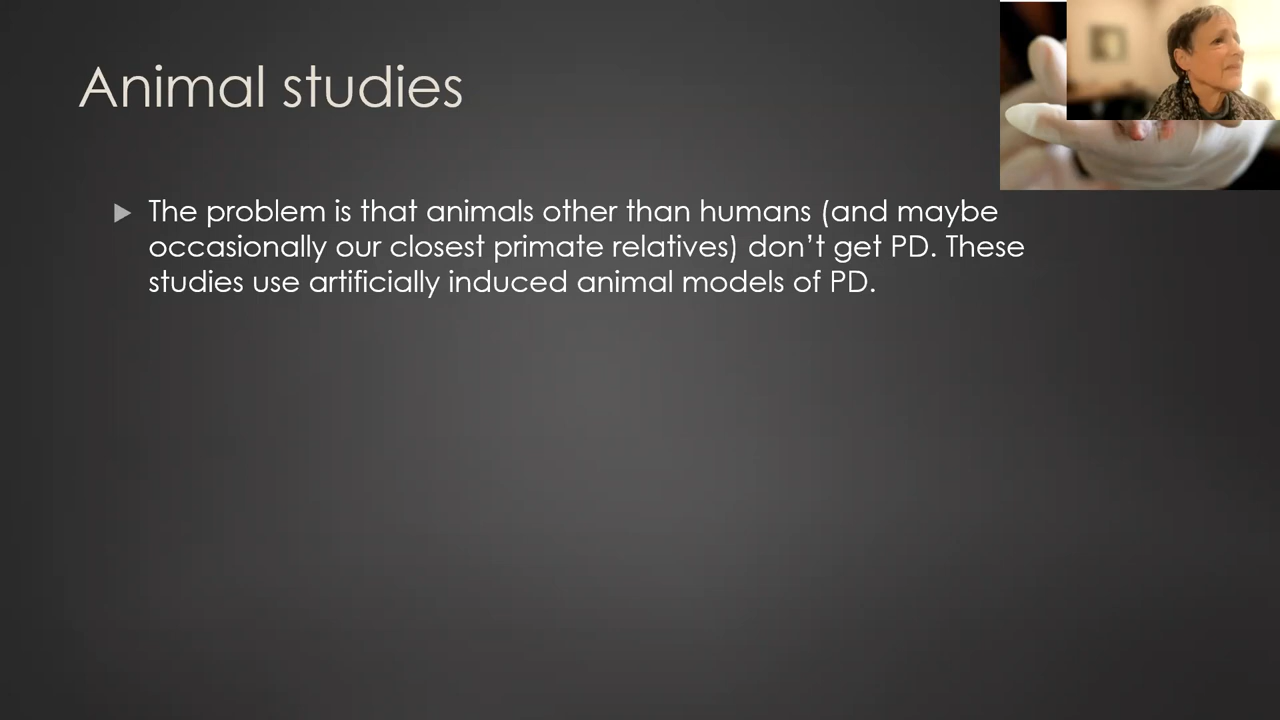 Animal studies
The problem is that animals other than humans (and maybe
occasionally our closest primate relatives) don’t get PD. These
studies use artificially induced animal models of PD.